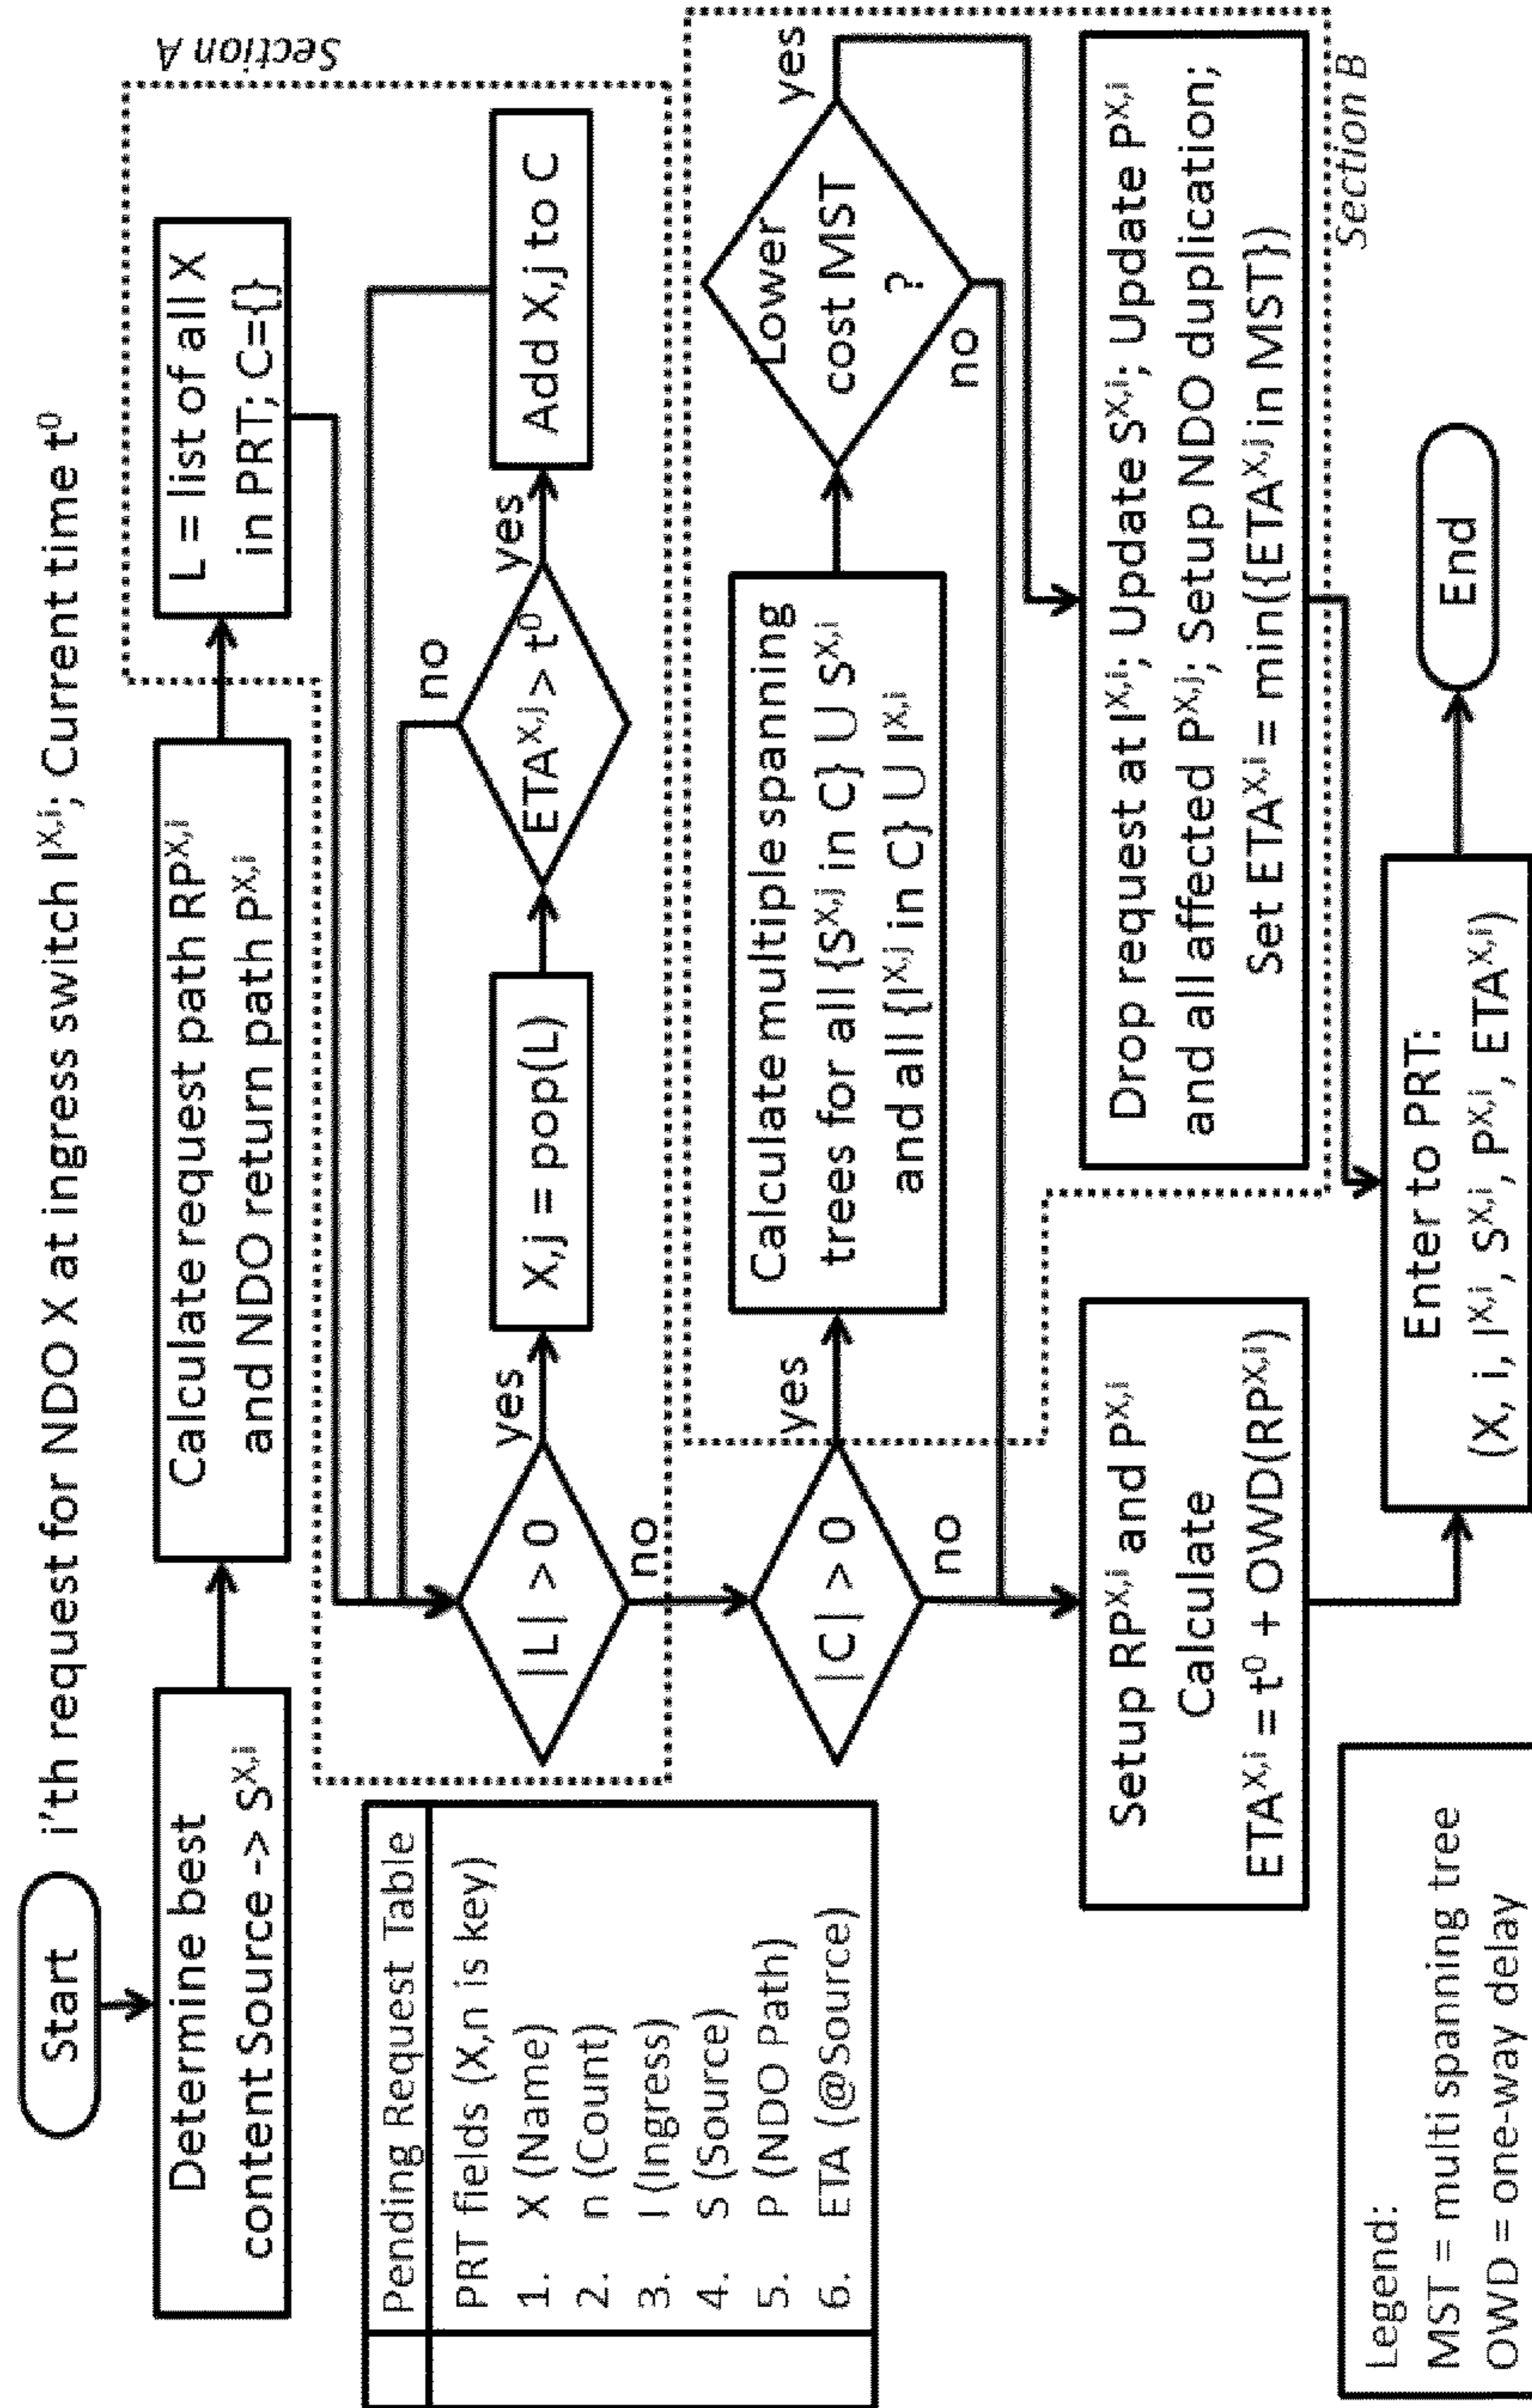 Start
i'th request for NDO X at ingress switch I^X,i; Current time t^0
Determine best
content Source -> S^X,i
Calculate request path RP^X,i
and NDO return path P^X,i
L = list of all X
in PRT; C={}
Section A
|L| > 0
yes
no
X,j = pop(L)
ETA^X,j > t^0
no
yes
Add X,j to C
Pending Request Table
PRT fields (X,n is key)
1. X (Name)
2. n (Count)
3. I (Ingress)
4. S (Source)
5. P (NDO Path)
6. ETA (@Source)
|C| > 0
yes
no
Calculate multiple spanning
trees for all {S^X,j in C} U S^X,i
and all {I^X,j in C} U I^X,i
Lower
cost MST
?
yes
no
Setup RP^X,i and P^X,i
Calculate
ETA^X,i = t^0 + OWD(RP^X,i)
Drop request at I^X,i; Update S^X,i; Update P^X,i
and all affected P^X,j; Setup NDO duplication;
Set ETA^X,i = min({ETA^X,j in MST})
Section B
Legend:
MST = multi spanning tree
OWD = one-way delay
Enter to PRT:
(X, i, I^X,i, S^X,i, P^X,i, ETA^X,i)
End